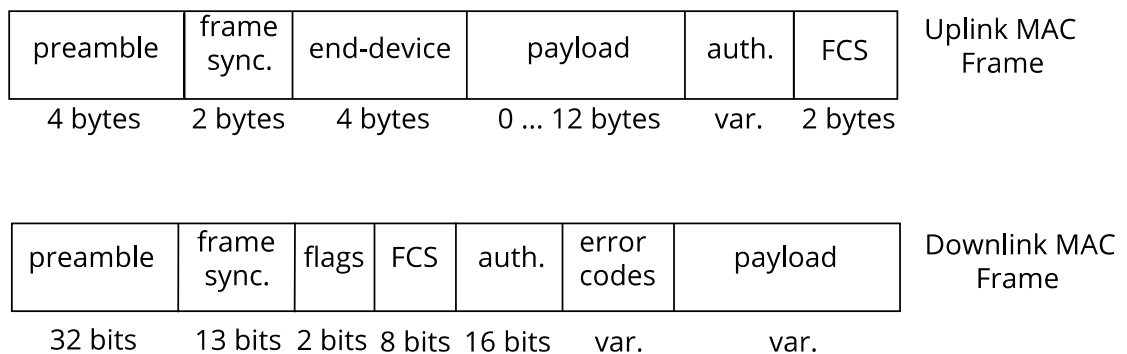 preamble
frame
sync.
end-device
payload
auth.
FCS
Uplink MAC
Frame
4 bytes
2 bytes
4 bytes
0 ... 12 bytes
var.
2 bytes
preamble
frame
sync.
flags
FCS
auth.
error
codes
payload
Downlink MAC
Frame
32 bits
13 bits
2 bits
8 bits
16 bits
var.
var.